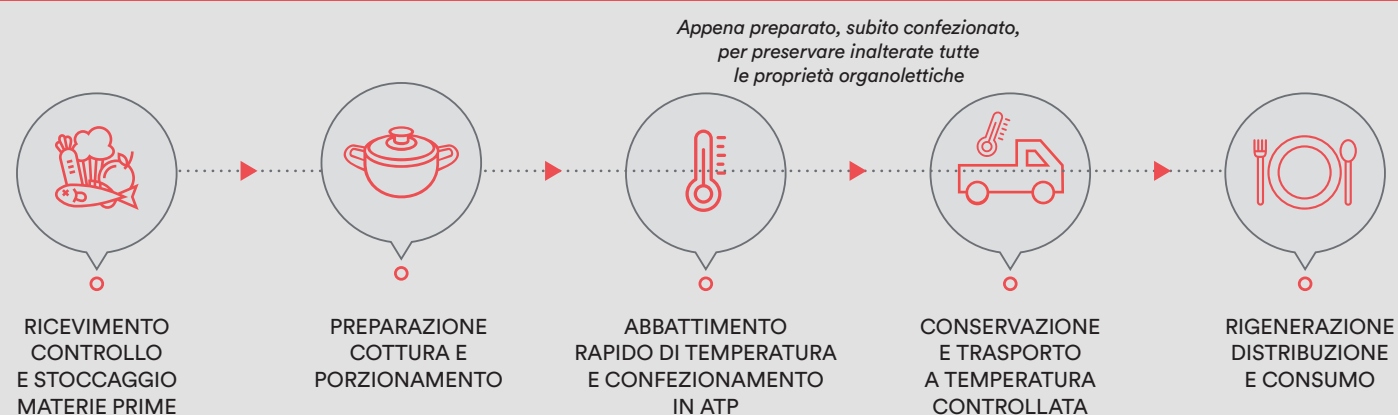 Appena preparato, subito confezionato,
per preservare inalterate tutte
le proprietà organolettiche
RICEVIMENTO
CONTROLLO
E STOCCAGGIO
MATERIE PRIME
PREPARAZIONE
COTTURA E
PORZIONAMENTO
ABBATTIMENTO
RAPIDO DI TEMPERATURA
E CONFEZIONAMENTO
IN ATP
CONSERVAZIONE
E TRASPORTO
A TEMPERATURA
CONTROLLATA
RIGENERAZIONE
DISTRIBUZIONE
E CONSUMO